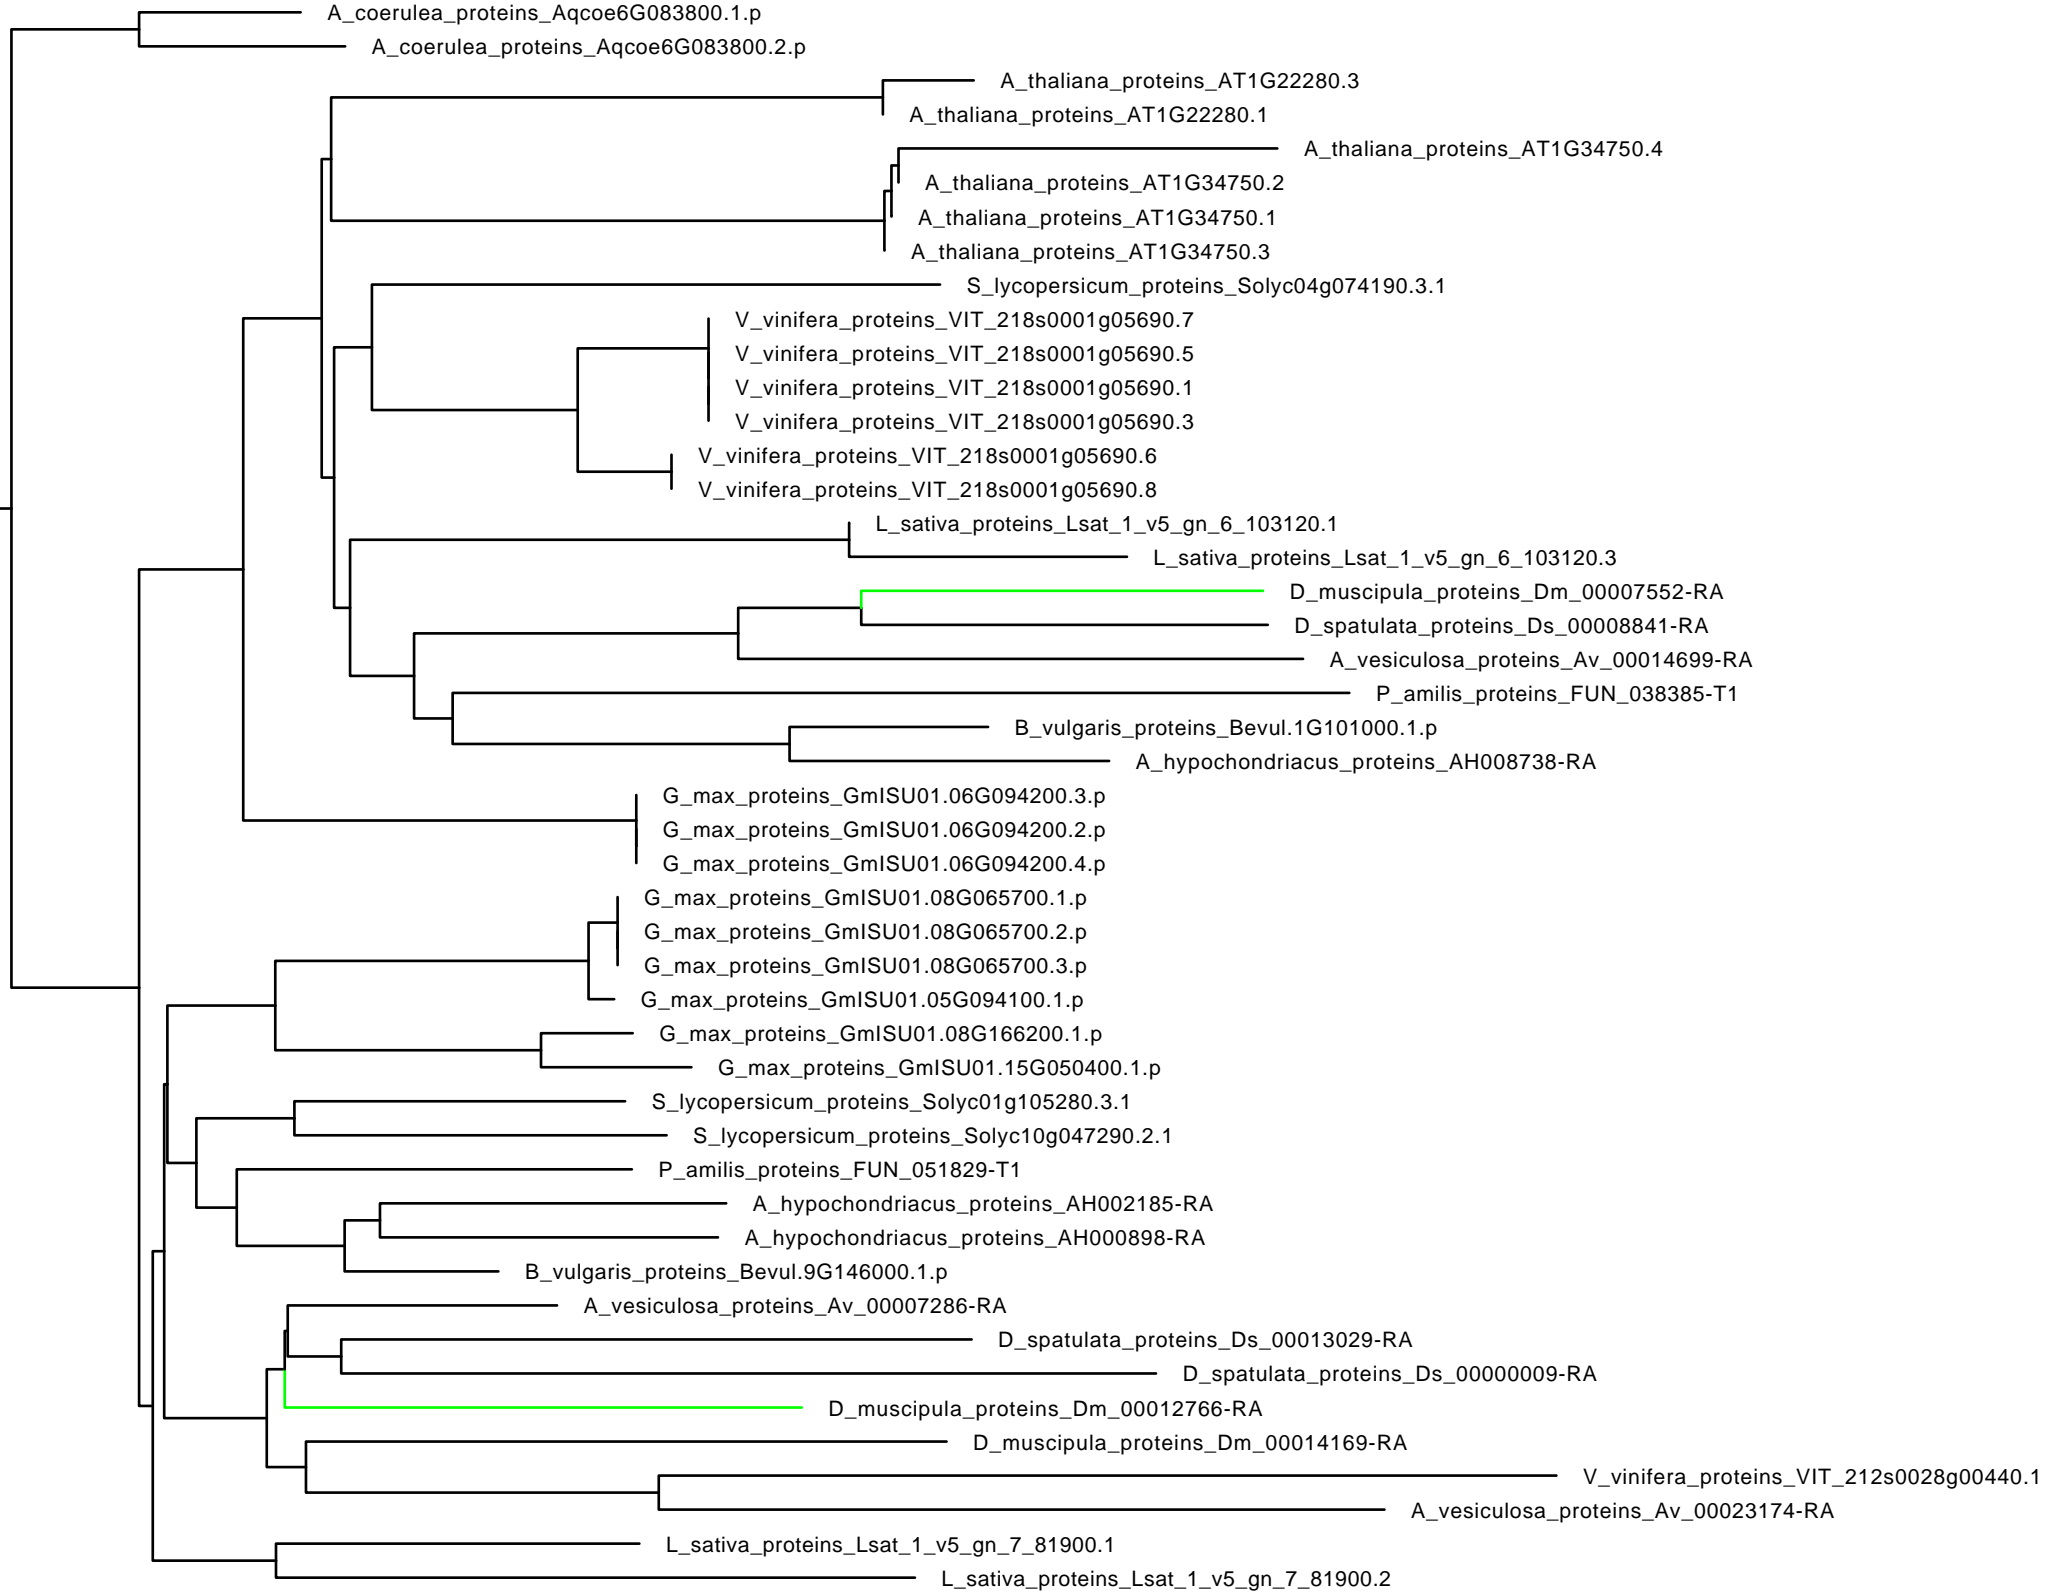 A_coerulea_proteins_Aqcoe6G083800.1.p
A_coerulea_proteins_Aqcoe6G083800.2.p
A_thaliana_proteins_AT1G22280.3
A_thaliana_proteins_AT1G22280.1
A_thaliana_proteins_AT1G34750.4
A_thaliana_proteins_AT1G34750.2
A_thaliana_proteins_AT1G34750.1
A_thaliana_proteins_AT1G34750.3
S_lycopersicum_proteins_Solyc04g074190.3.1
V_vinifera_proteins_VIT_218s0001g05690.7
V_vinifera_proteins_VIT_218s0001g05690.5
V_vinifera_proteins_VIT_218s0001g05690.1
V_vinifera_proteins_VIT_218s0001g05690.3
V_vinifera_proteins_VIT_218s0001g05690.6
V_vinifera_proteins_VIT_218s0001g05690.8
L_sativa_proteins_Lsat_1_v5_gn_6_103120.1
L_sativa_proteins_Lsat_1_v5_gn_6_103120.3
D_muscipula_proteins_Dm_00007552-RA
D_spatulata_proteins_Ds_00008841-RA
A_vesiculosa_proteins_Av_00014699-RA
P_amilis_proteins_FUN_038385-T1
B_vulgaris_proteins_Bevul.1G101000.1.p
A_hypochondriacus_proteins_AH008738-RA
G_max_proteins_GmISU01.06G094200.3.p
G_max_proteins_GmISU01.06G094200.2.p
G_max_proteins_GmISU01.06G094200.4.p
G_max_proteins_GmISU01.08G065700.1.p
G_max_proteins_GmISU01.08G065700.2.p
G_max_proteins_GmISU01.08G065700.3.p
G_max_proteins_GmISU01.05G094100.1.p
G_max_proteins_GmISU01.08G166200.1.p
G_max_proteins_GmISU01.15G050400.1.p
S_lycopersicum_proteins_Solyc01g105280.3.1
S_lycopersicum_proteins_Solyc10g047290.2.1
P_amilis_proteins_FUN_051829-T1
A_hypochondriacus_proteins_AH002185-RA
A_hypochondriacus_proteins_AH000898-RA
B_vulgaris_proteins_Bevul.9G146000.1.p
A_vesiculosa_proteins_Av_00007286-RA
D_spatulata_proteins_Ds_00013029-RA
D_spatulata_proteins_Ds_00000009-RA
D_muscipula_proteins_Dm_00012766-RA
D_muscipula_proteins_Dm_00014169-RA
V_vinifera_proteins_VIT_212s0028g00440.1
A_vesiculosa_proteins_Av_00023174-RA
L_sativa_proteins_Lsat_1_v5_gn_7_81900.1
L_sativa_proteins_Lsat_1_v5_gn_7_81900.2